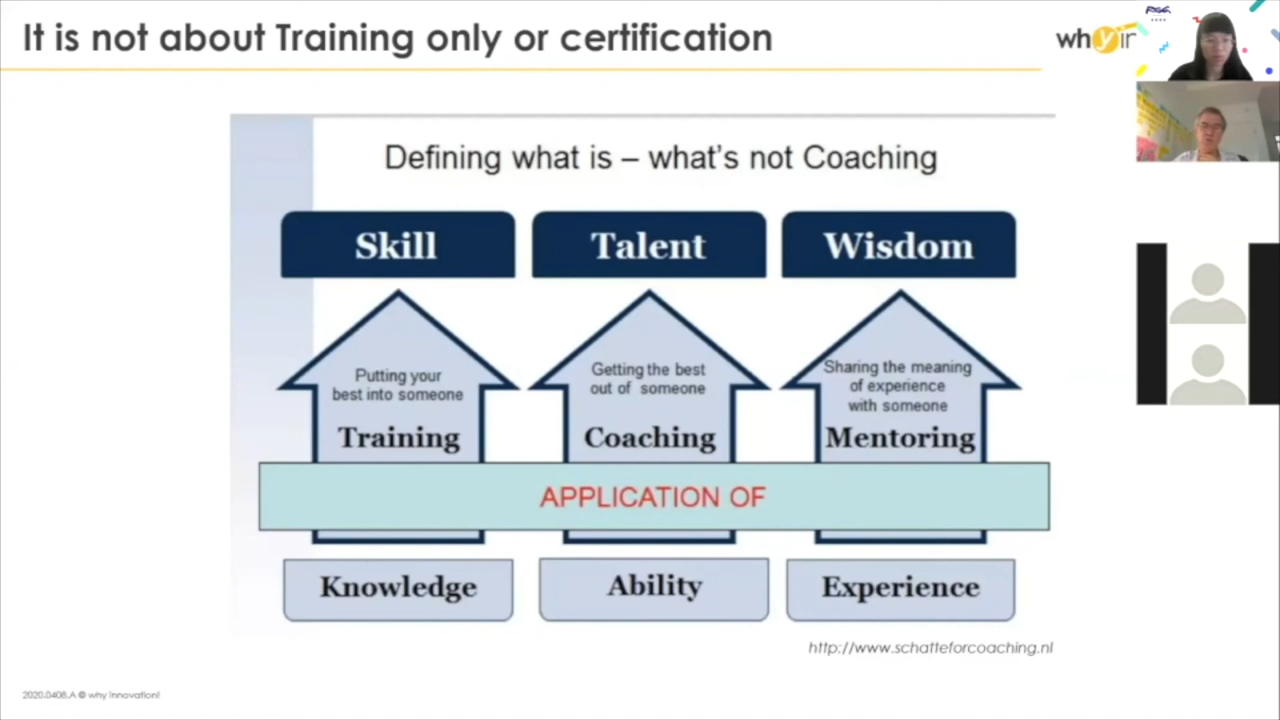 It is not about Training only or certification
whyin
Defining what is – what's not Coaching
Skill
Talent
Wisdom
Putting your
best into someone
Training
Getting the best
out of someone
Coaching
Sharing the meaning
of experience
with someone
Mentoring
APPLICATION OF
Knowledge
Ability
Experience
http://www.schatteforcoaching.nl
2020.0408.A © why innovation!